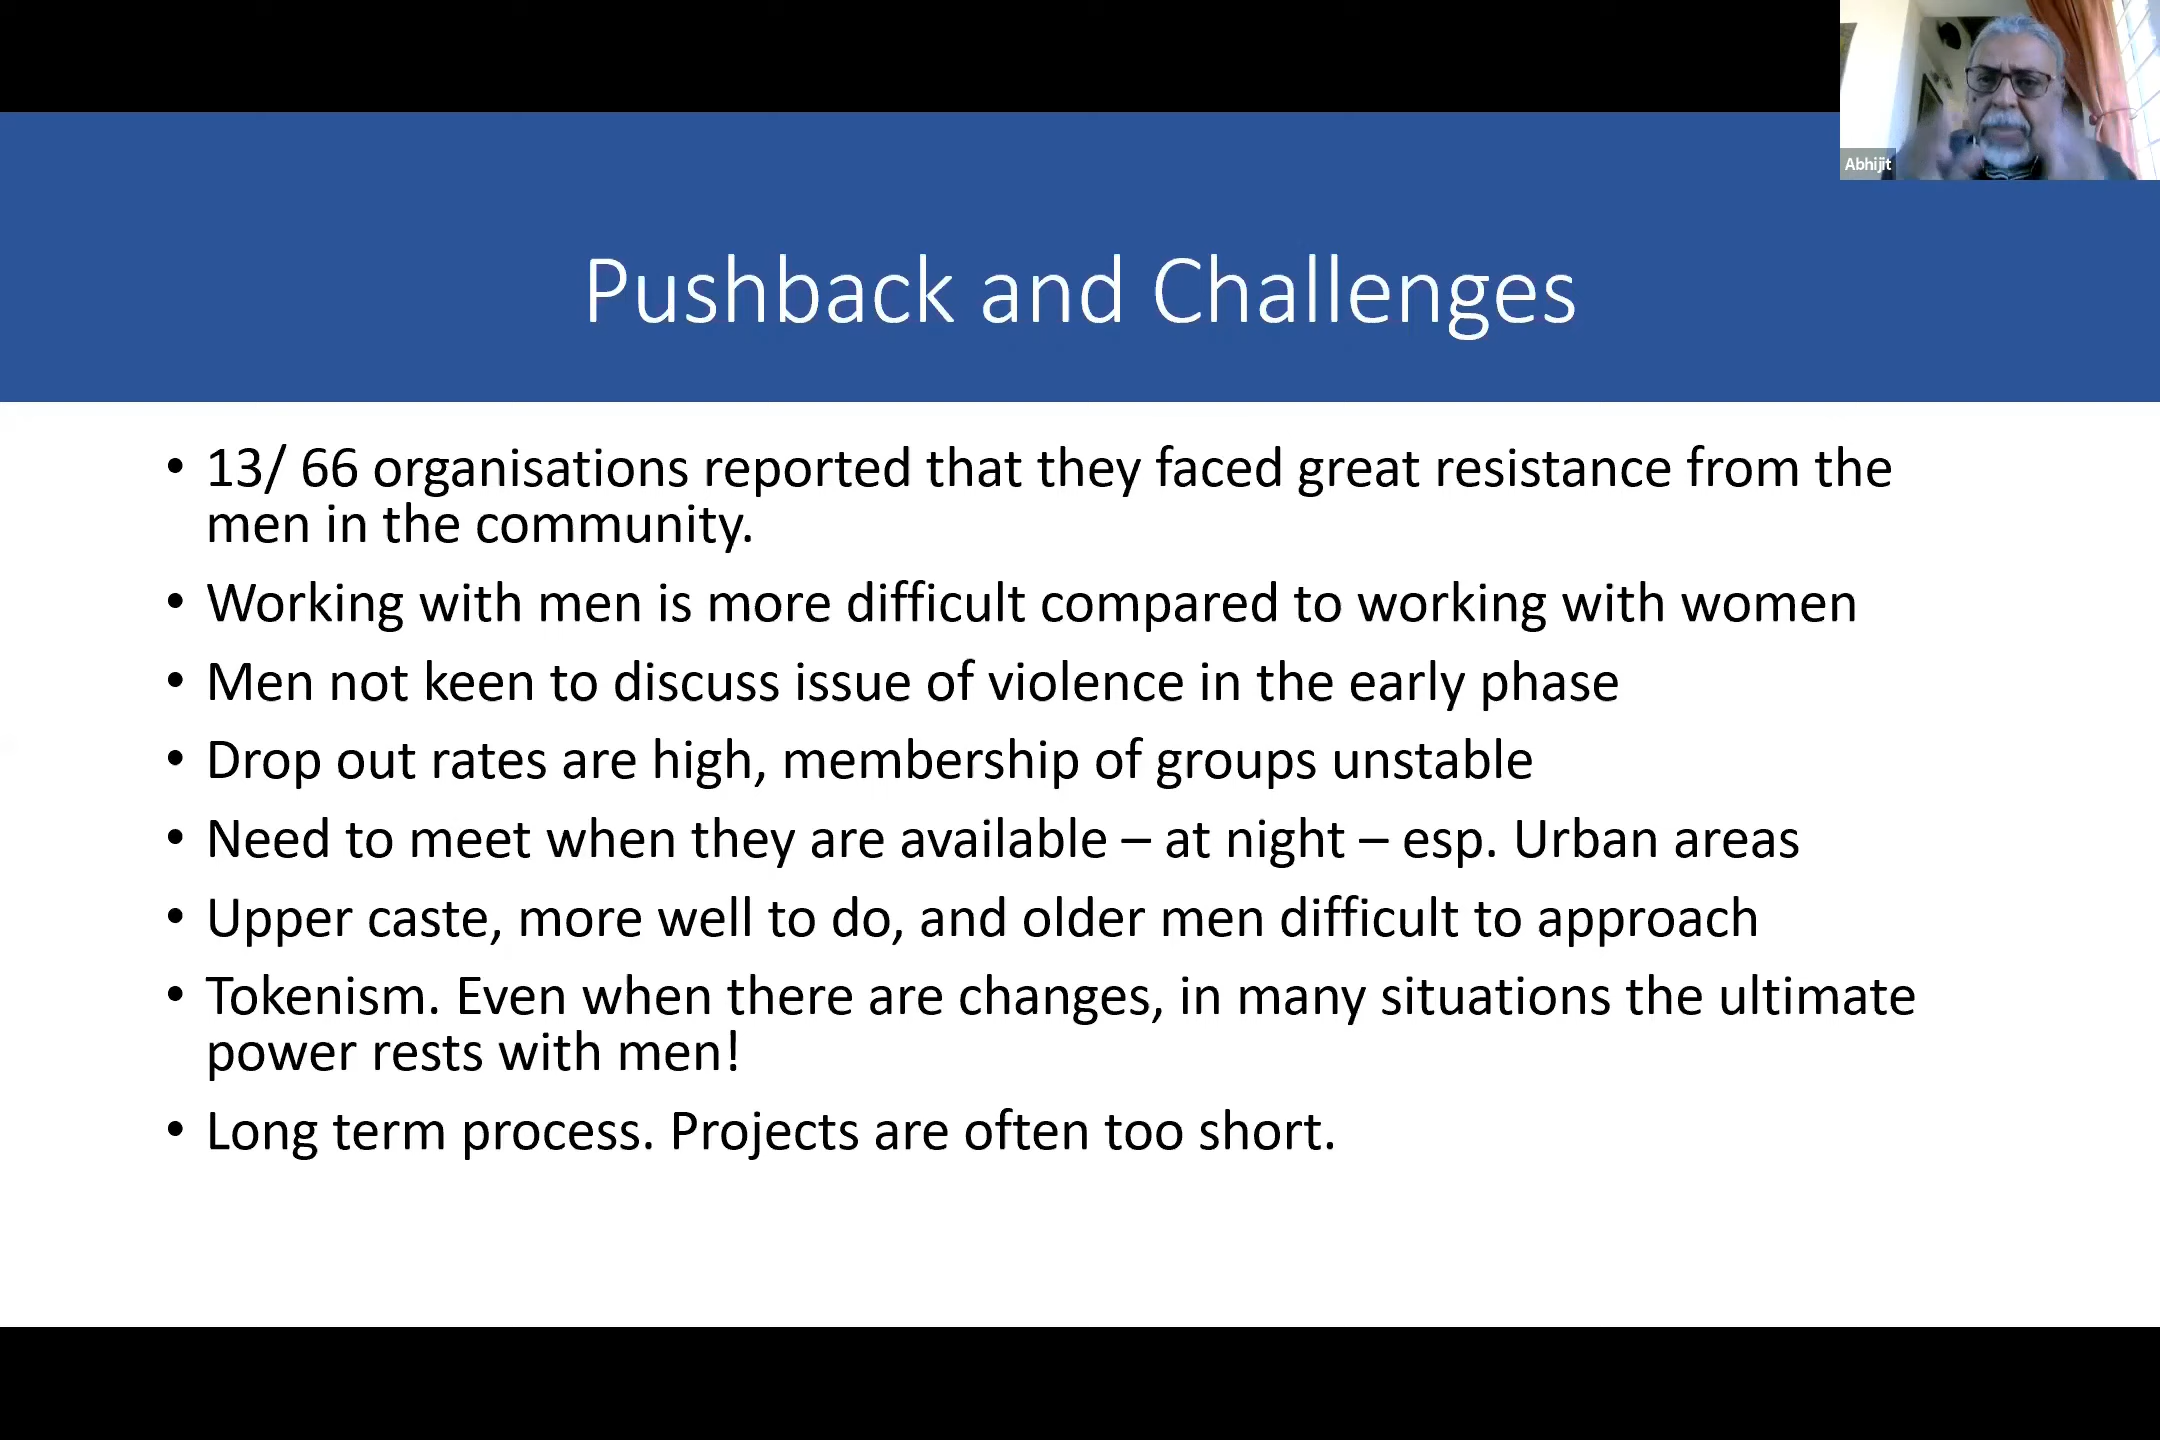 Abhijit
Pushback and Challenges
• 13/ 66 organisations reported that they faced great resistance from the
men in the community.
• Working with men is more difficult compared to working with women
• Men not keen to discuss issue of violence in the early phase
• Drop out rates are high, membership of groups unstable
• Need to meet when they are available – at night – esp. Urban areas
• Upper caste, more well to do, and older men difficult to approach
• Tokenism. Even when there are changes, in many situations the ultimate
power rests with men!
• Long term process. Projects are often too short.